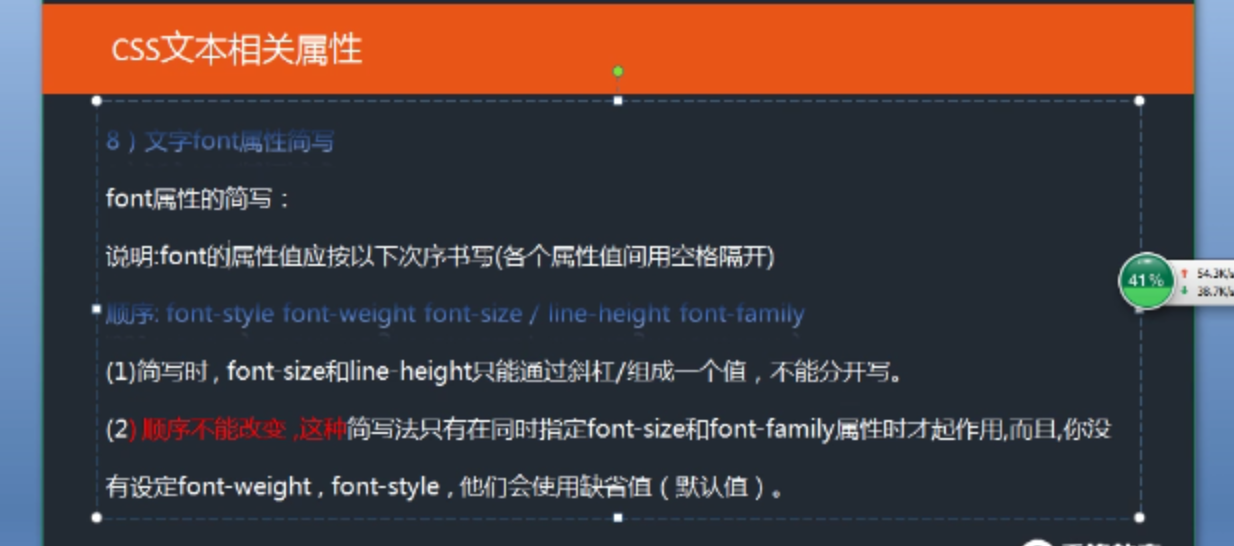 CSS文本相关属性
8）文字font属性简写
font属性的简写：
说明:font的属性值应按以下次序书写(各个属性值间用空格隔开)
顺序: font-style font-weight font-size / line-height font-family
(1)简写时 , font-size和line-height只能通过斜杠/组成一个值，不能分开写。
(2) 顺序不能改变 ,这种简写法只有在同时指定font-size和font-family属性时才起作用,而且,你没
有设定font-weight , font-style , 他们会使用缺省值（默认值）。
41%
54.3K/s
38.7K/s